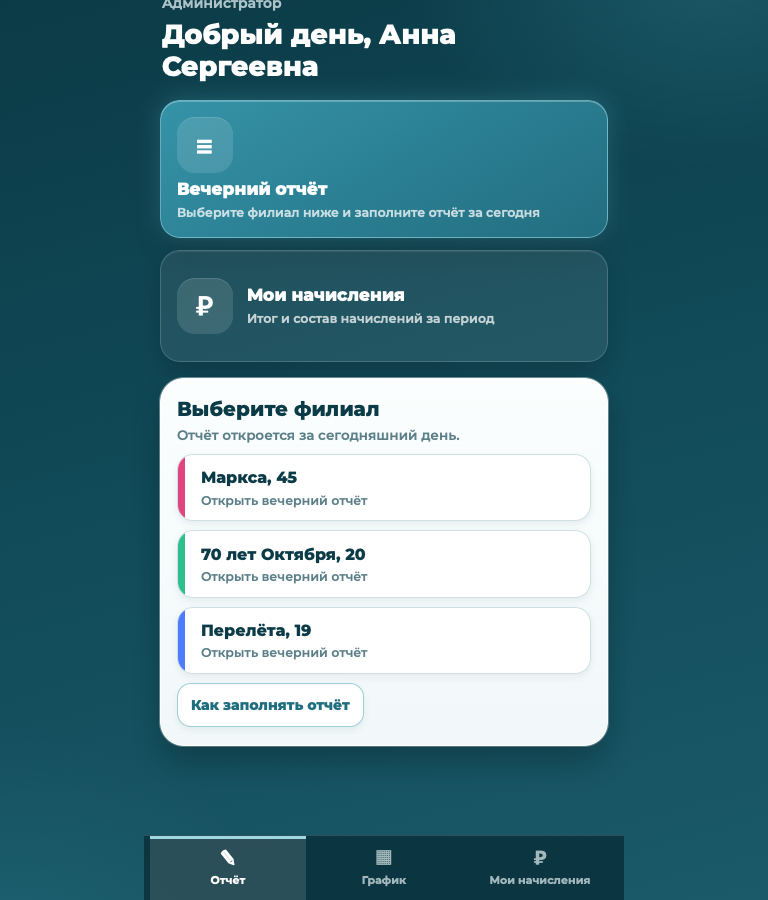 Администратор
Добрый день, Анна
Сергеевна
Вечерний отчёт
Выберите филиал ниже и заполните отчёт за сегодня
₽
Мои начисления
Итог и состав начислений за период
Выберите филиал
Отчёт откроется за сегодняшний день.
Маркса, 45
Открыть вечерний отчёт
70 лет Октября, 20
Открыть вечерний отчёт
Перелёта, 19
Открыть вечерний отчёт
Как заполнять отчёт
₽
Отчёт
График
Мои начисления